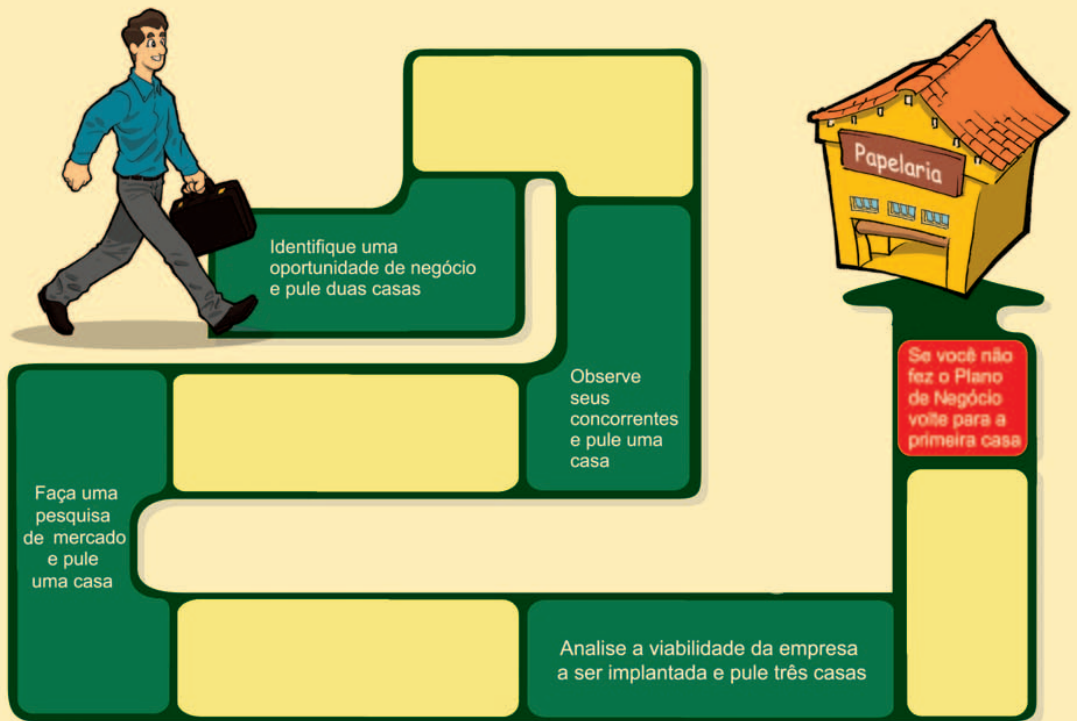 Papelaria
Identifique uma
oportunidade de negócio
e pule duas casas
Observe
seus
concorrentes
e pule uma
casa
Faça uma
pesquisa
de mercado
e pule
uma casa
Analise a viabilidade da empresa
a ser implantada e pule três casas
Se você não
fez o Plano
de Negócio
volte para a
primeira casa